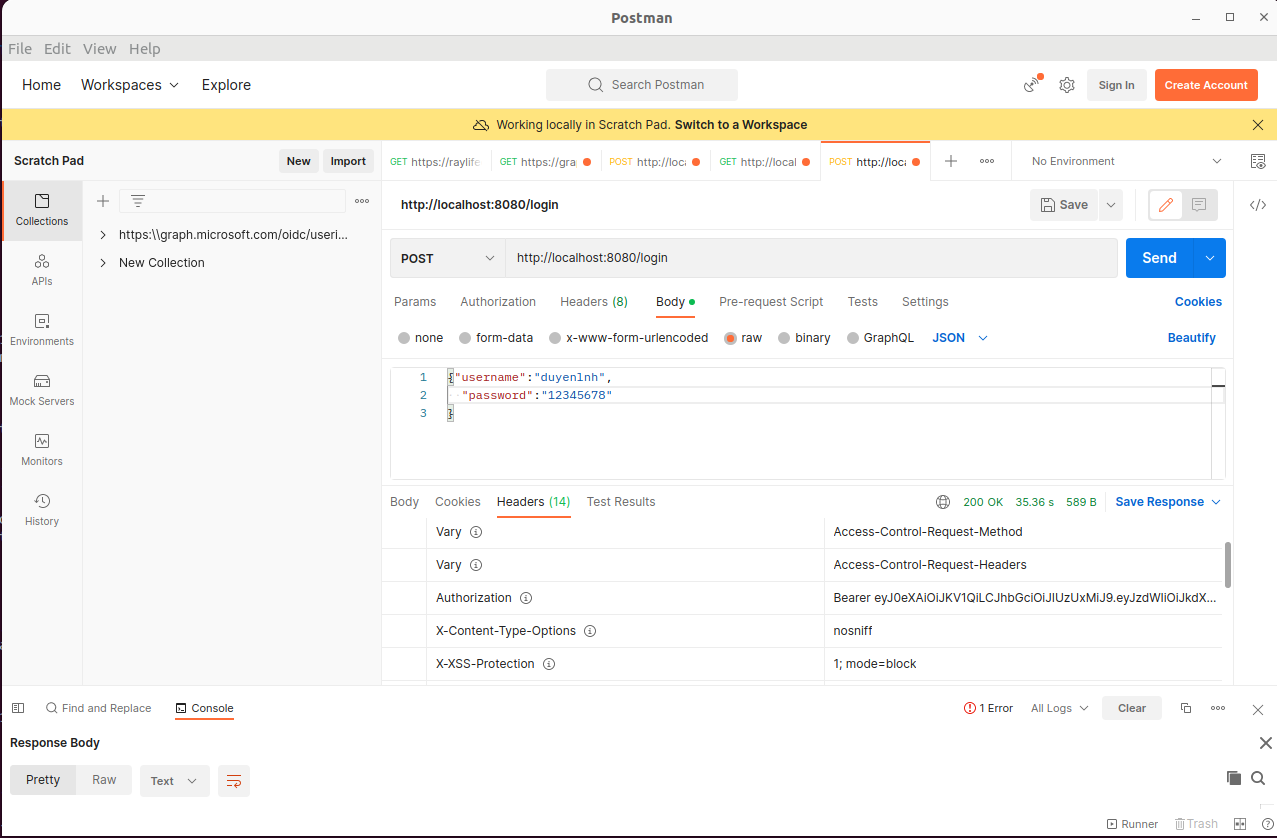 Postman
File Edit View Help
Home Workspaces Explore Search Postman Sign In Create Account
Working locally in Scratch Pad. Switch to a Workspace
Scratch Pad New Import
GET https://raylife GET https://gra POST http://loca GET http://local POST http://loca No Environment
Collections
APIs
Environments
Mock Servers
Monitors
History
https:\\graph.microsoft.com/oidc/useri...
New Collection
http://localhost:8080/login Save
POST http://localhost:8080/login Send
Params Authorization Headers (8) Body Pre-request Script Tests Settings Cookies
none form-data x-www-form-urlencoded raw binary GraphQL JSON Beautify
1 {"username":"duyenlnh",
2 "password":"12345678"
3 }
Body Cookies Headers (14) Test Results 200 OK 35.36 s 589 B Save Response
Vary Access-Control-Request-Method
Vary Access-Control-Request-Headers
Authorization Bearer eyJ0eXAiOiJKV1QiLCJhbGciOiJIUzUxMiJ9.eyJzdWIiOiJkdX...
X-Content-Type-Options nosniff
X-XSS-Protection 1; mode=block
Find and Replace Console 1 Error All Logs Clear
Response Body
Pretty Raw Text
Runner Trash